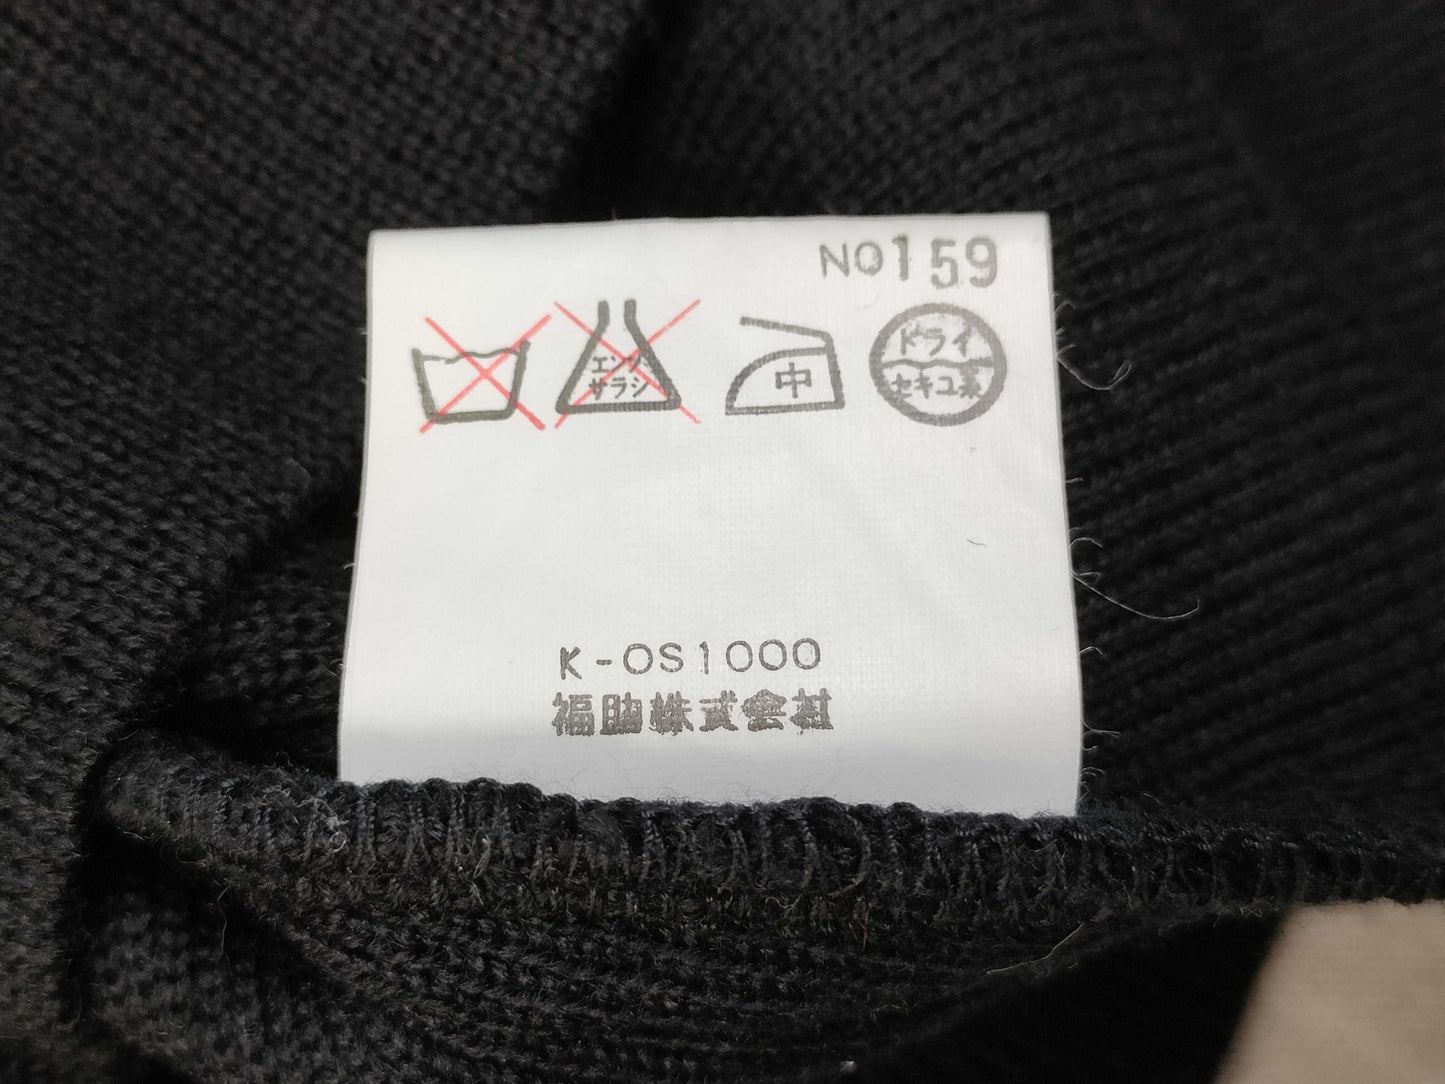 NO159
エンソ
サラシ
中
ドライ
セキユ系
K-OS1000
福助株式会社